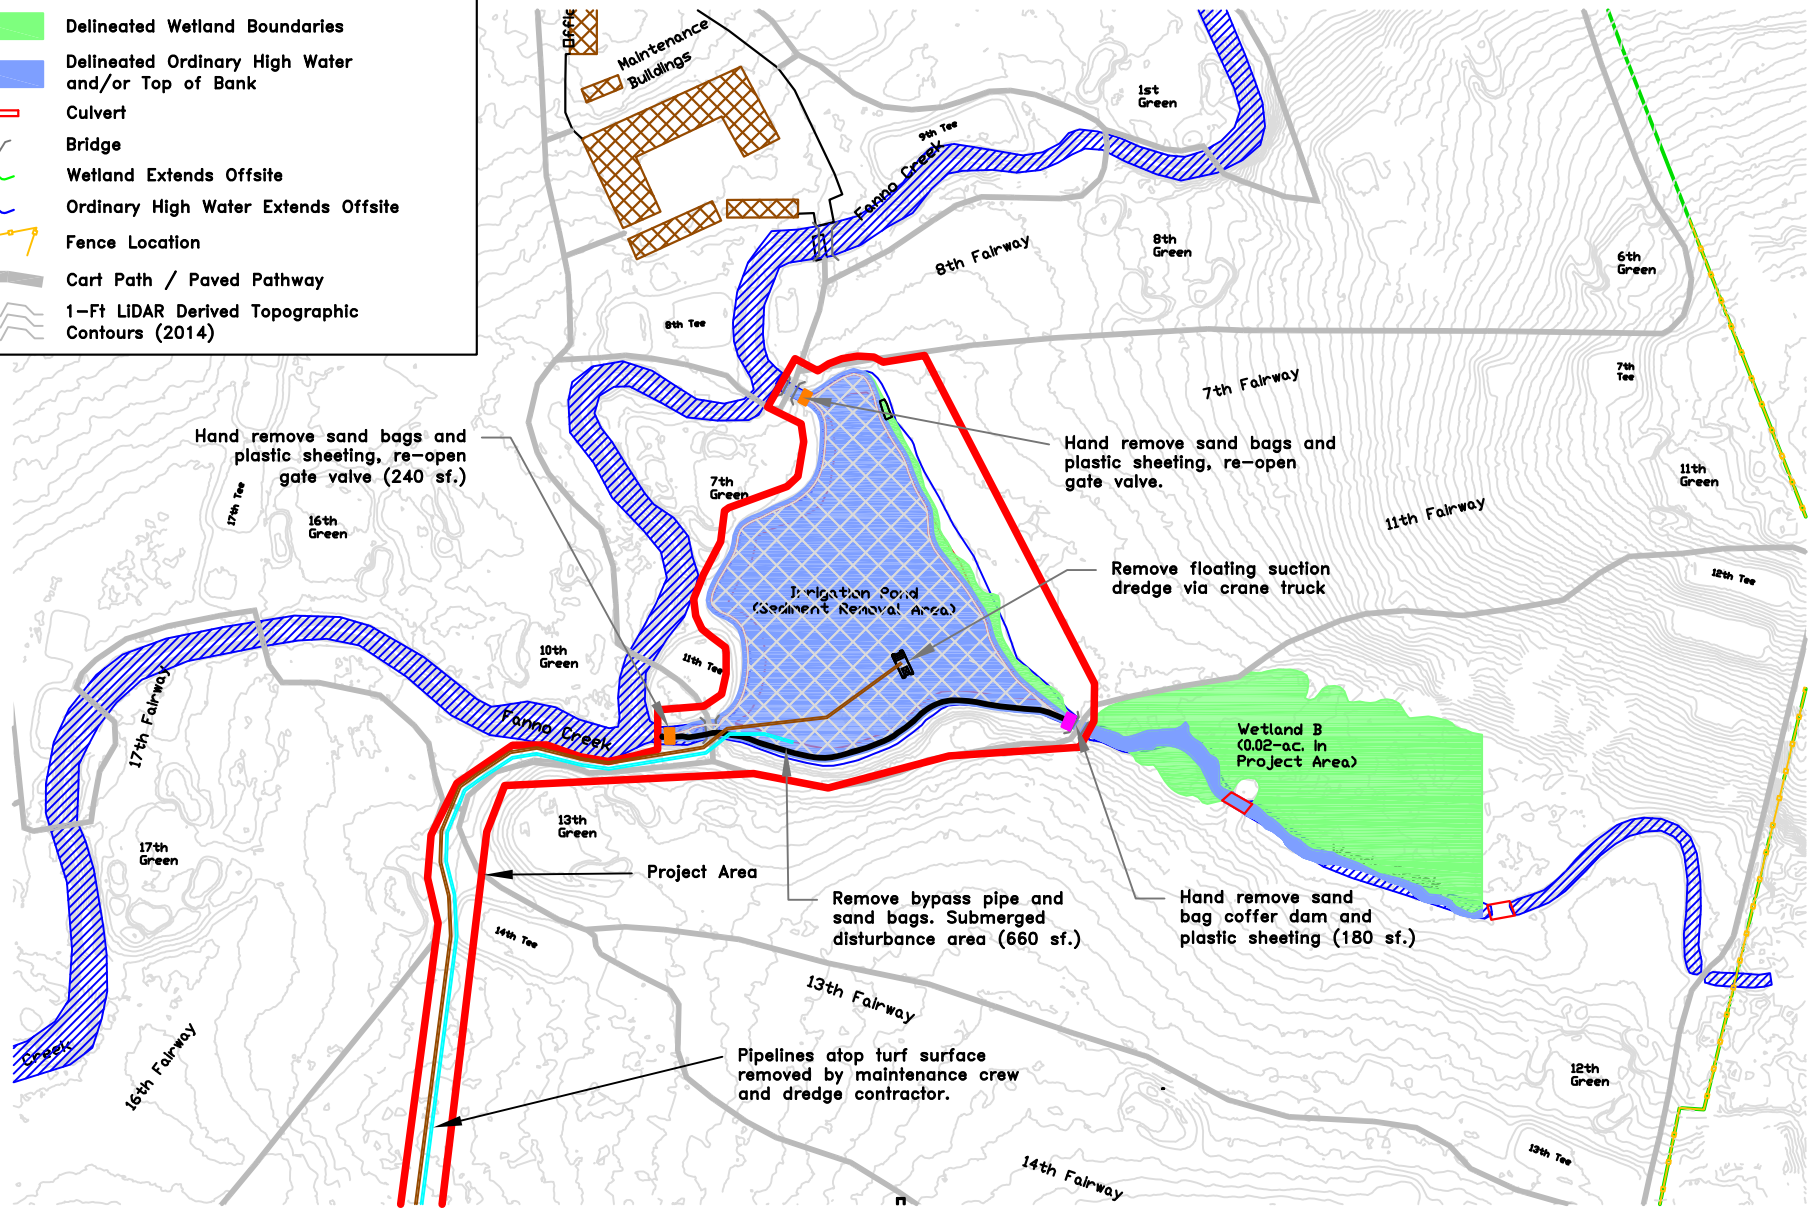 Delineated Wetland Boundaries
Delineated Ordinary High Water
and/or Top of Bank
Culvert
Bridge
Wetland Extends Offsite
Ordinary High Water Extends Offsite
Fence Location
Cart Path / Paved Pathway
1-Ft LiDAR Derived Topographic
Contours (2014)
Maintenance
Buildings
1st
Green
9th Tee
Fanno Creek
8th Fairway
8th
Green
6th
Green
8th Tee
7th Fairway
7th
Tee
Hand remove sand bags and
plastic sheeting, re-open
gate valve (240 sf.)
Hand remove sand bags and
plastic sheeting, re-open
gate valve.
7th
Green
17th Tee
16th
Green
11th Fairway
11th
Green
Remove floating suction
dredge via crane truck
12th Tee
Irrigation Pond
(Sediment Removal Area)
10th
Green
11th Tee
17th Fairway
Fanno Creek
Wetland B
(0.02-ac. In
Project Area)
13th
Green
17th
Green
Project Area
Remove bypass pipe and
sand bags. Submerged
disturbance area (660 sf.)
Hand remove sand
bag coffer dam and
plastic sheeting (180 sf.)
14th Tee
13th Fairway
Creek
16th Fairway
Pipelines atop turf surface
removed by maintenance crew
and dredge contractor.
12th
Green
13th Tee
14th Fairway